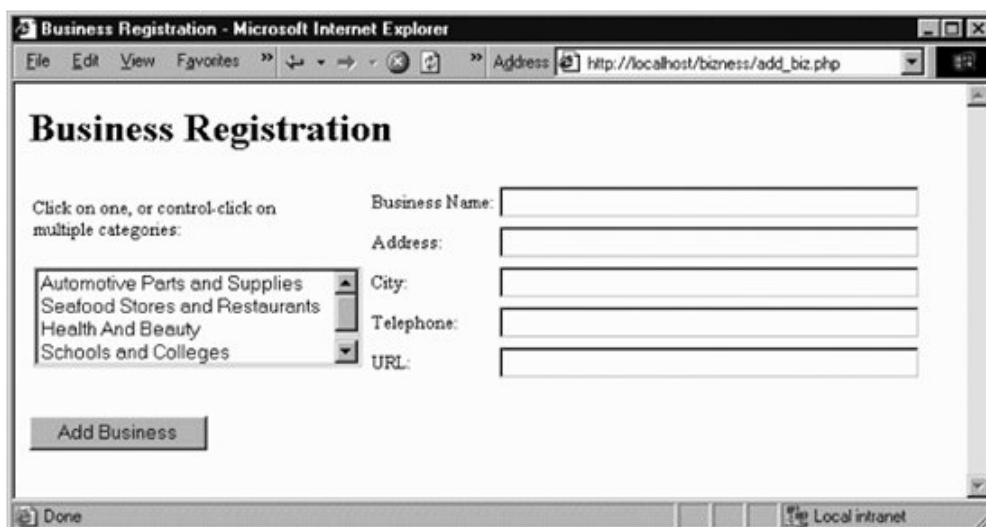 Business Registration - Microsoft Internet Explorer
File Edit View Favorites » » Address http://localhost/bizness/add_biz.php
Business Registration
Click on one, or control-click on
multiple categories:
Automotive Parts and Supplies
Seafood Stores and Restaurants
Health And Beauty
Schools and Colleges
Business Name:
Address:
City:
Telephone:
URL:
Add Business
Done Local intranet